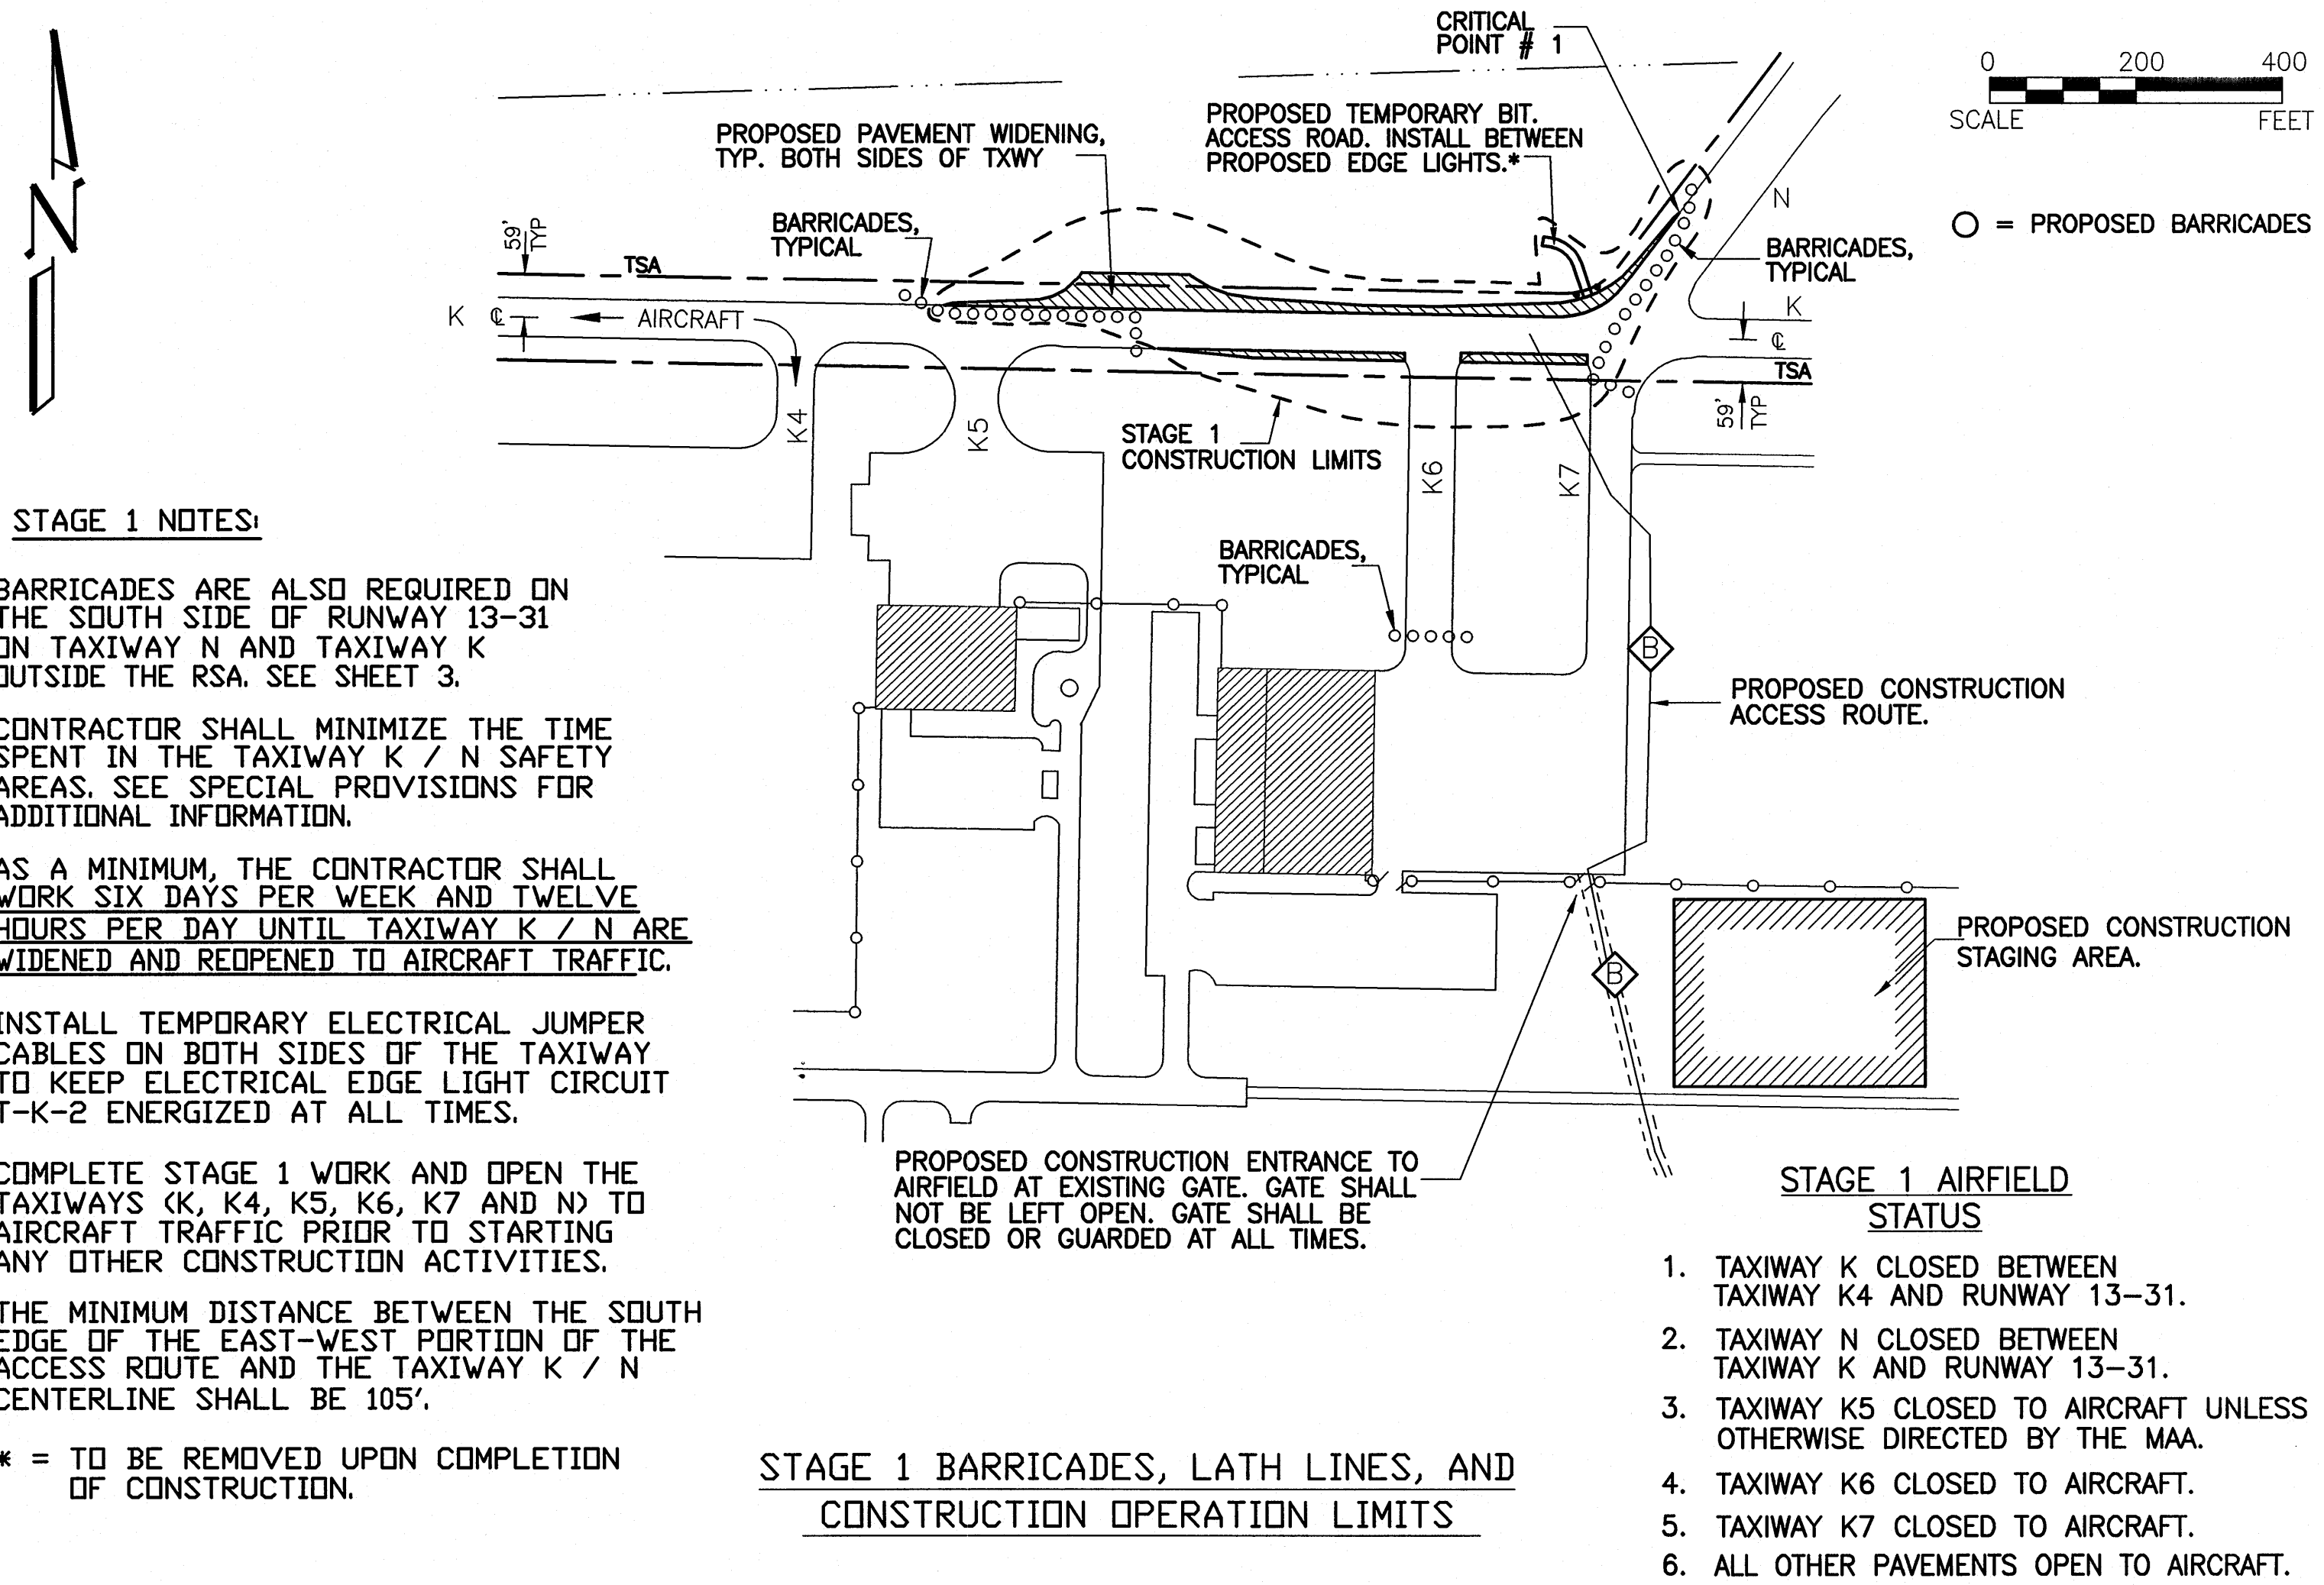 CRITICAL
POINT # 1
0 200 400
SCALE FEET
PROPOSED TEMPORARY BIT.
ACCESS ROAD. INSTALL BETWEEN
PROPOSED EDGE LIGHTS.*
PROPOSED PAVEMENT WIDENING,
TYP. BOTH SIDES OF TXWY
N
N
○ = PROPOSED BARRICADES
BARRICADES,
TYPICAL
BARRICADES,
TYPICAL
59'
TYP
TSA
K
K ℄
AIRCRAFT
℄
TSA
59'
TYP
K4
K5
STAGE 1
CONSTRUCTION LIMITS
K6
K7
BARRICADES,
TYPICAL
B
PROPOSED CONSTRUCTION
ACCESS ROUTE.
B
PROPOSED CONSTRUCTION
STAGING AREA.
PROPOSED CONSTRUCTION ENTRANCE TO
AIRFIELD AT EXISTING GATE. GATE SHALL
NOT BE LEFT OPEN. GATE SHALL BE
CLOSED OR GUARDED AT ALL TIMES.
STAGE 1 NOTES:
BARRICADES ARE ALSO REQUIRED ON
THE SOUTH SIDE OF RUNWAY 13-31
ON TAXIWAY N AND TAXIWAY K
OUTSIDE THE RSA. SEE SHEET 3.
CONTRACTOR SHALL MINIMIZE THE TIME
SPENT IN THE TAXIWAY K / N SAFETY
AREAS. SEE SPECIAL PROVISIONS FOR
ADDITIONAL INFORMATION.
AS A MINIMUM, THE CONTRACTOR SHALL
WORK SIX DAYS PER WEEK AND TWELVE
HOURS PER DAY UNTIL TAXIWAY K / N ARE
WIDENED AND REOPENED TO AIRCRAFT TRAFFIC.
INSTALL TEMPORARY ELECTRICAL JUMPER
CABLES ON BOTH SIDES OF THE TAXIWAY
TO KEEP ELECTRICAL EDGE LIGHT CIRCUIT
T-K-2 ENERGIZED AT ALL TIMES.
COMPLETE STAGE 1 WORK AND OPEN THE
TAXIWAYS (K, K4, K5, K6, K7 AND N) TO
AIRCRAFT TRAFFIC PRIOR TO STARTING
ANY OTHER CONSTRUCTION ACTIVITIES.
THE MINIMUM DISTANCE BETWEEN THE SOUTH
EDGE OF THE EAST-WEST PORTION OF THE
ACCESS ROUTE AND THE TAXIWAY K / N
CENTERLINE SHALL BE 105'.
* = TO BE REMOVED UPON COMPLETION
OF CONSTRUCTION.
STAGE 1 BARRICADES, LATH LINES, AND
CONSTRUCTION OPERATION LIMITS
STAGE 1 AIRFIELD
STATUS
1. TAXIWAY K CLOSED BETWEEN
TAXIWAY K4 AND RUNWAY 13-31.
2. TAXIWAY N CLOSED BETWEEN
TAXIWAY K AND RUNWAY 13-31.
3. TAXIWAY K5 CLOSED TO AIRCRAFT UNLESS
OTHERWISE DIRECTED BY THE MAA.
4. TAXIWAY K6 CLOSED TO AIRCRAFT.
5. TAXIWAY K7 CLOSED TO AIRCRAFT.
6. ALL OTHER PAVEMENTS OPEN TO AIRCRAFT.